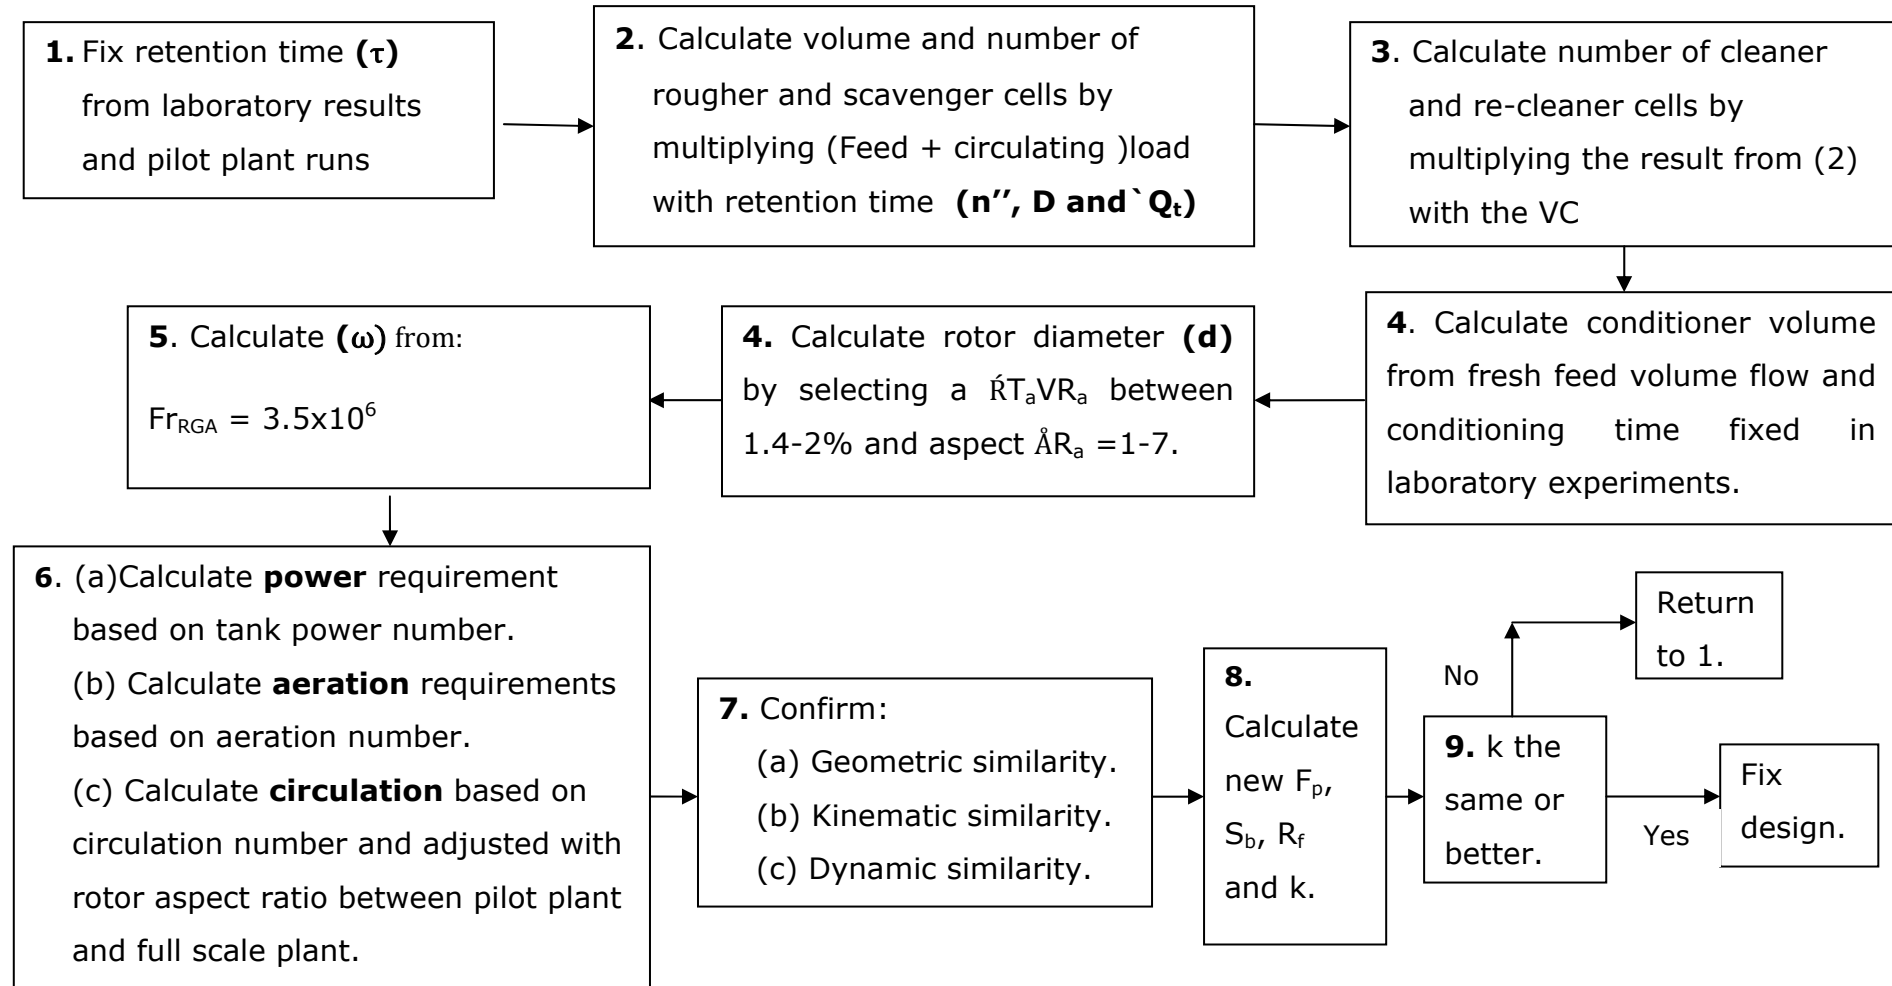 1. Fix retention time (τ)
from laboratory results
and pilot plant runs
2. Calculate volume and number of
rougher and scavenger cells by
multiplying (Feed + circulating )load
with retention time (n’’, D and`Qt)
3. Calculate number of cleaner
and re-cleaner cells by
multiplying the result from (2)
with the VC
4. Calculate conditioner volume
from fresh feed volume flow and
conditioning time fixed in
laboratory experiments.
4. Calculate rotor diameter (d)
by selecting a ŔTaVRa between
1.4-2% and aspect ÅRa =1-7.
5. Calculate (ω) from:
FrRGA = 3.5x10⁶
6. (a)Calculate power requirement
based on tank power number.
(b) Calculate aeration requirements
based on aeration number.
(c) Calculate circulation based on
circulation number and adjusted with
rotor aspect ratio between pilot plant
and full scale plant.
7. Confirm:
(a) Geometric similarity.
(b) Kinematic similarity.
(c) Dynamic similarity.
8.
Calculate
new Fp,
Sb, Rf
and k.
9. k the
same or
better.
No
Return
to 1.
Yes
Fix
design.